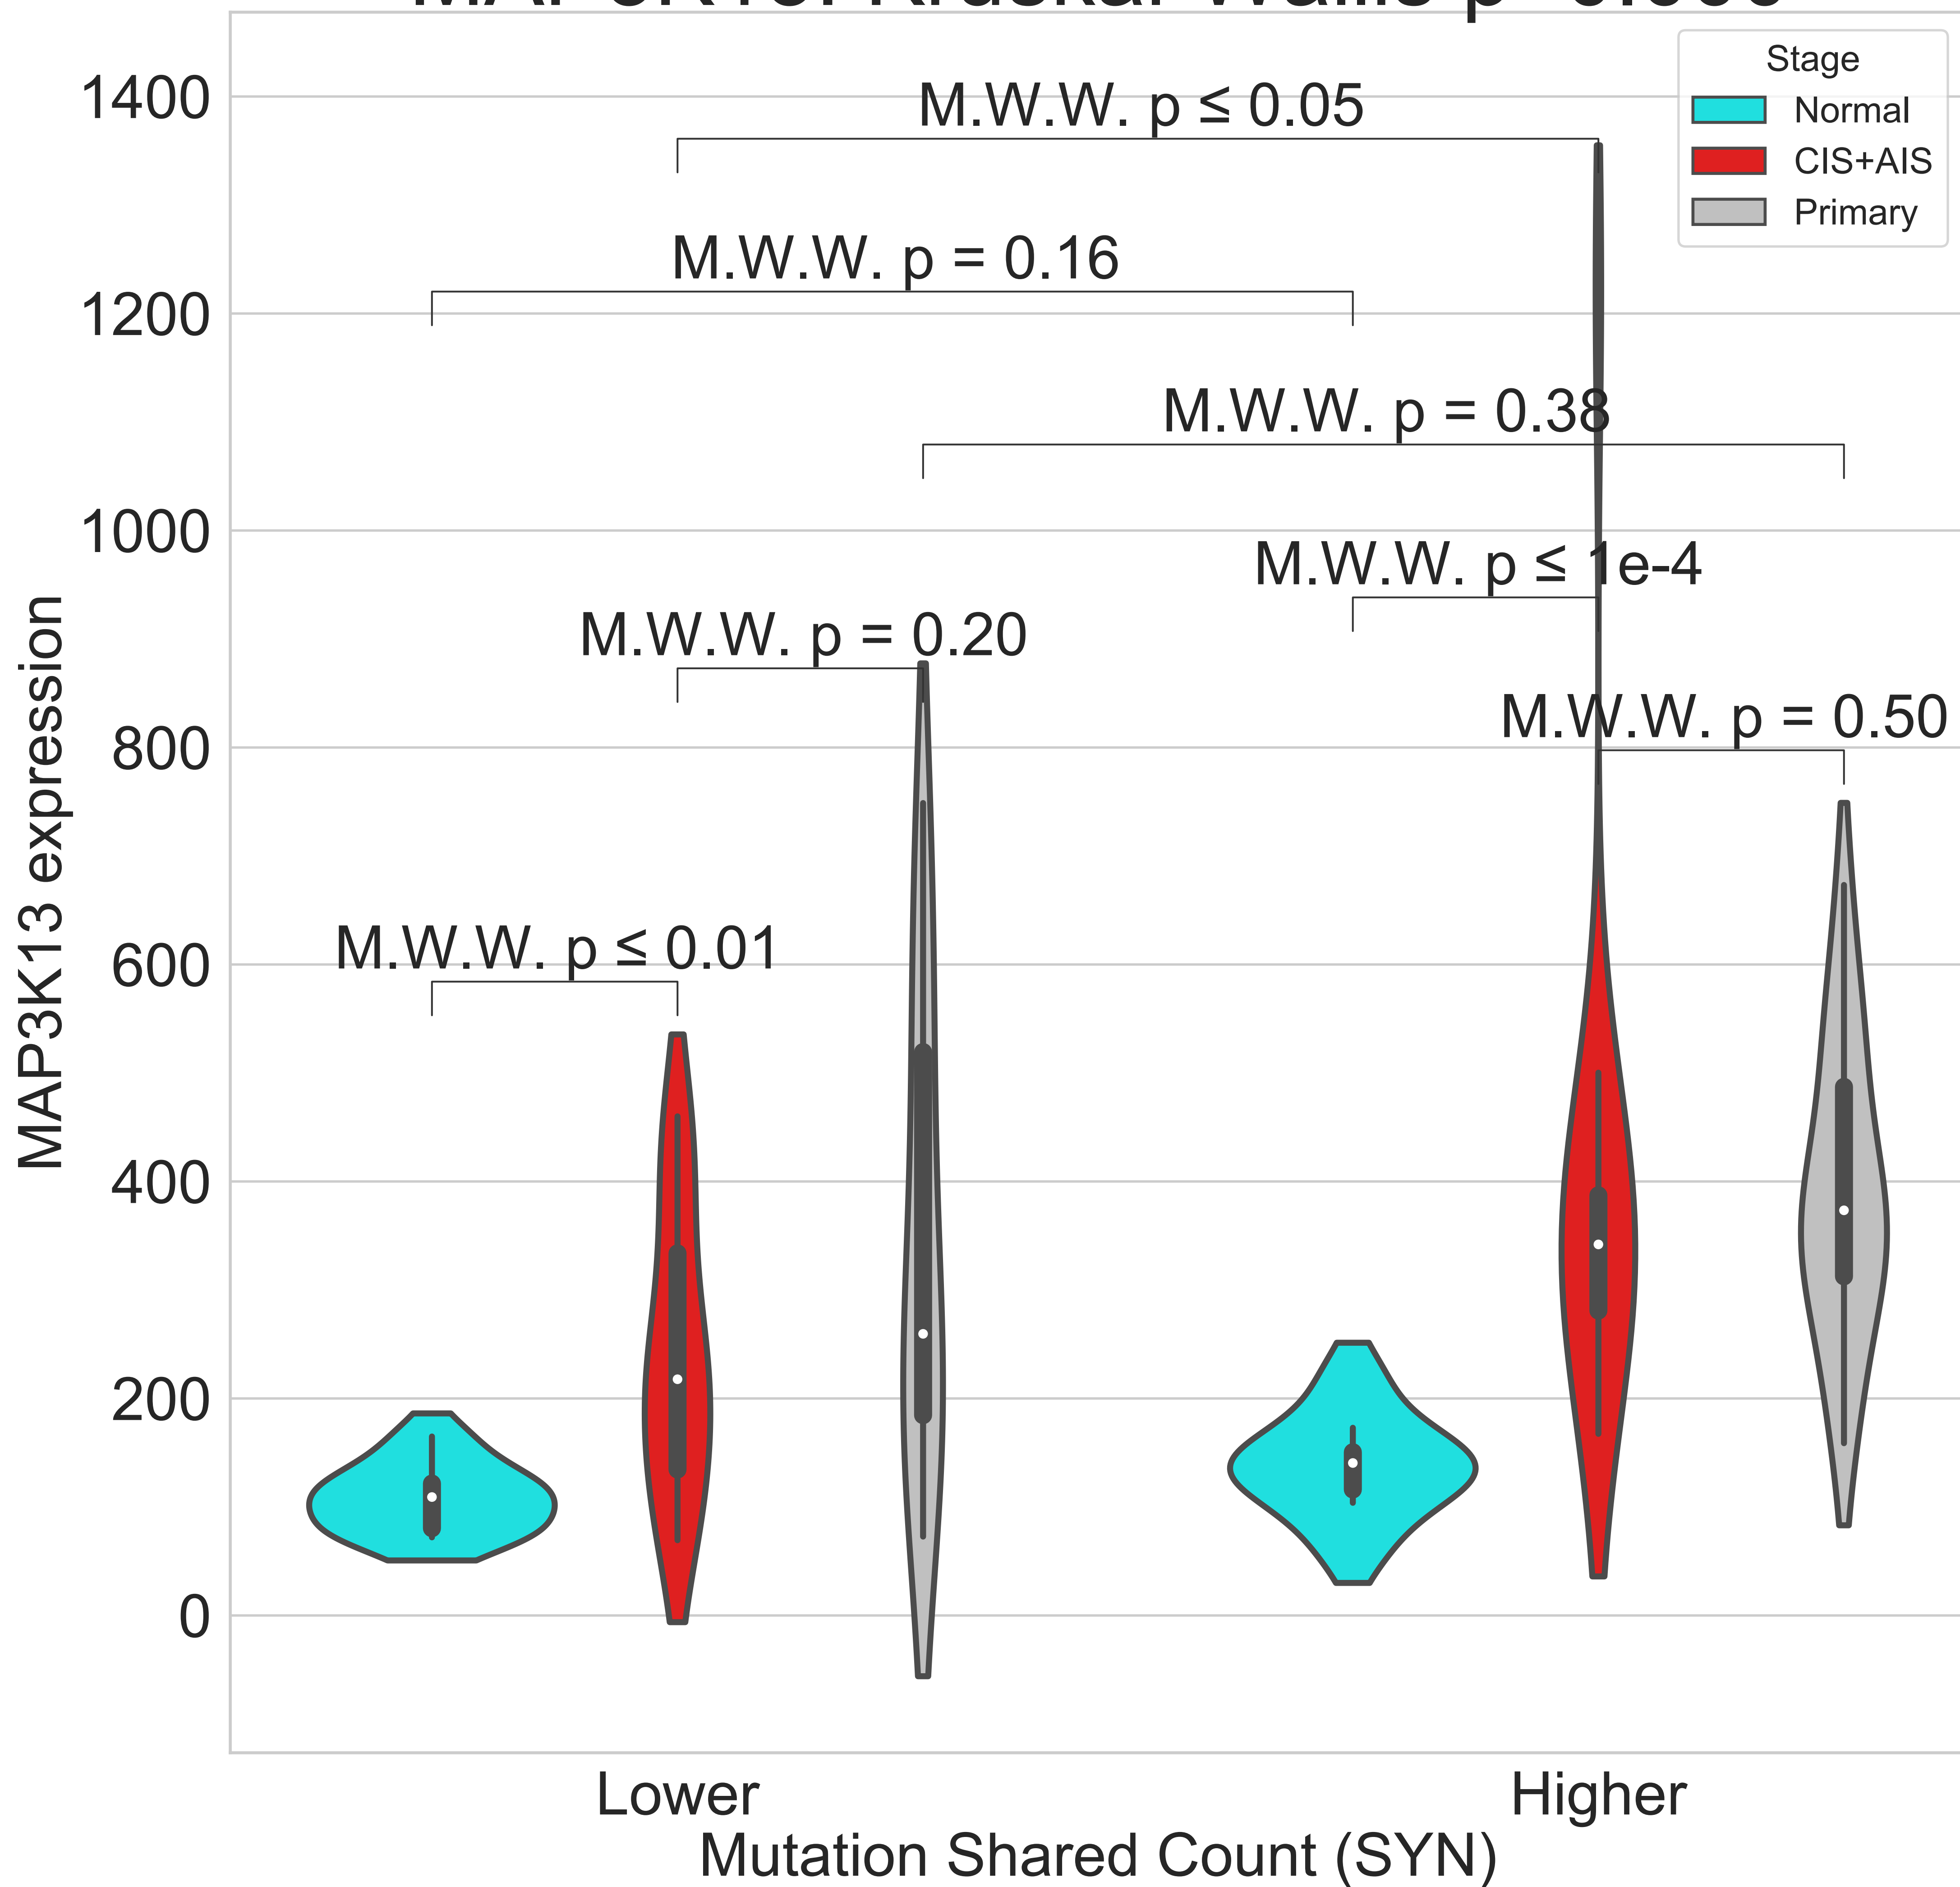 Stage
Normal
CIS+AIS
Primary
M.W.W. p ≤ 0.05
M.W.W. p = 0.16
M.W.W. p = 0.38
M.W.W. p ≤ 1e-4
M.W.W. p = 0.20
M.W.W. p = 0.50
M.W.W. p ≤ 0.01
1400
1200
1000
800
600
400
200
0
MAP3K13 expression
Lower
Higher
Mutation Shared Count (SYN)